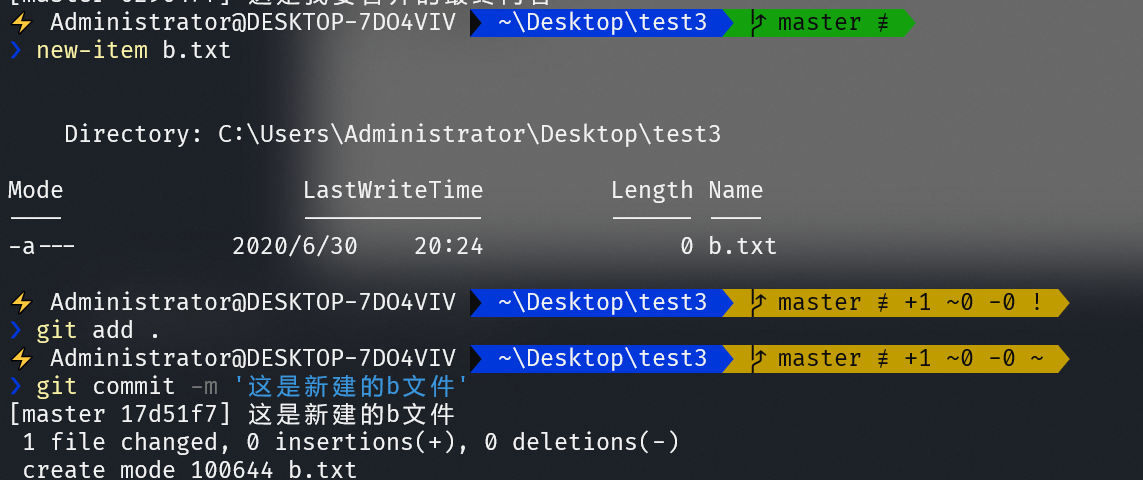 Administrator@DESKTOP-7DO4VIV ~\Desktop\test3 master ≢
❯ new-item b.txt
Directory: C:\Users\Administrator\Desktop\test3
Mode LastWriteTime Length Name
---- ------------- ------ ----
-a--- 2020/6/30 20:24 0 b.txt
⚡ Administrator@DESKTOP-7DO4VIV ~\Desktop\test3 master ≢ +1 ~0 -0 !
❯ git add .
⚡ Administrator@DESKTOP-7DO4VIV ~\Desktop\test3 master ≢ +1 ~0 -0 ~
❯ git commit -m '这是新建的b文件'
[master 17d51f7] 这是新建的b文件
1 file changed, 0 insertions(+), 0 deletions(-)
create mode 100644 b.txt